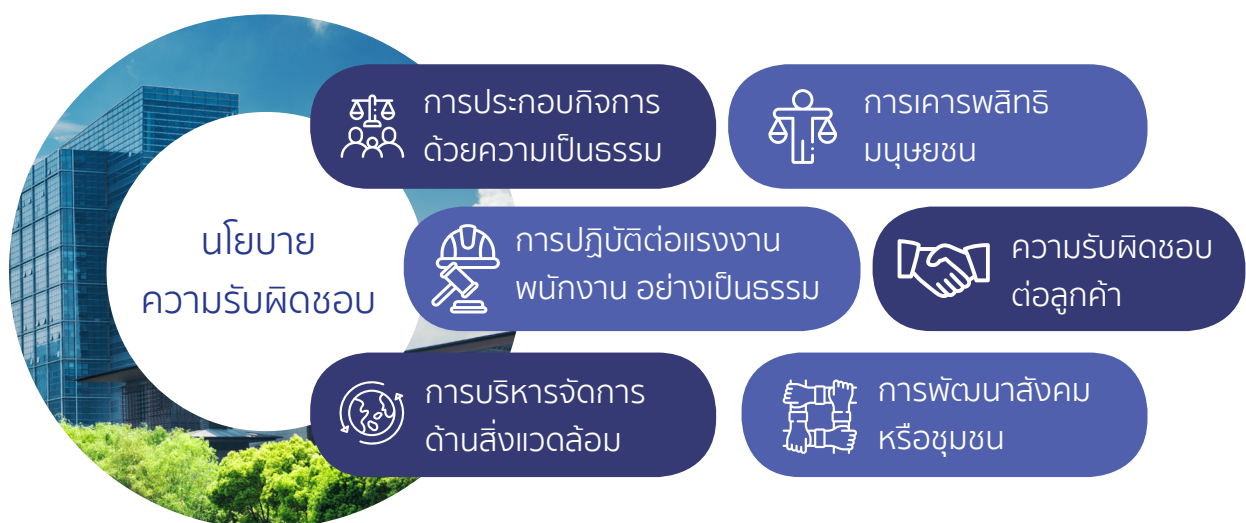 นโยบาย
ความรับผิดชอบ
การประกอบกิจการ
ด้วยความเป็นธรรม
การเคารพสิทธิ
มนุษยชน
การปฏิบัติต่อแรงงาน
พนักงาน อย่างเป็นธรรม
ความรับผิดชอบ
ต่อลูกค้า
การบริหารจัดการ
ด้านสิ่งแวดล้อม
การพัฒนาสังคม
หรือชุมชน